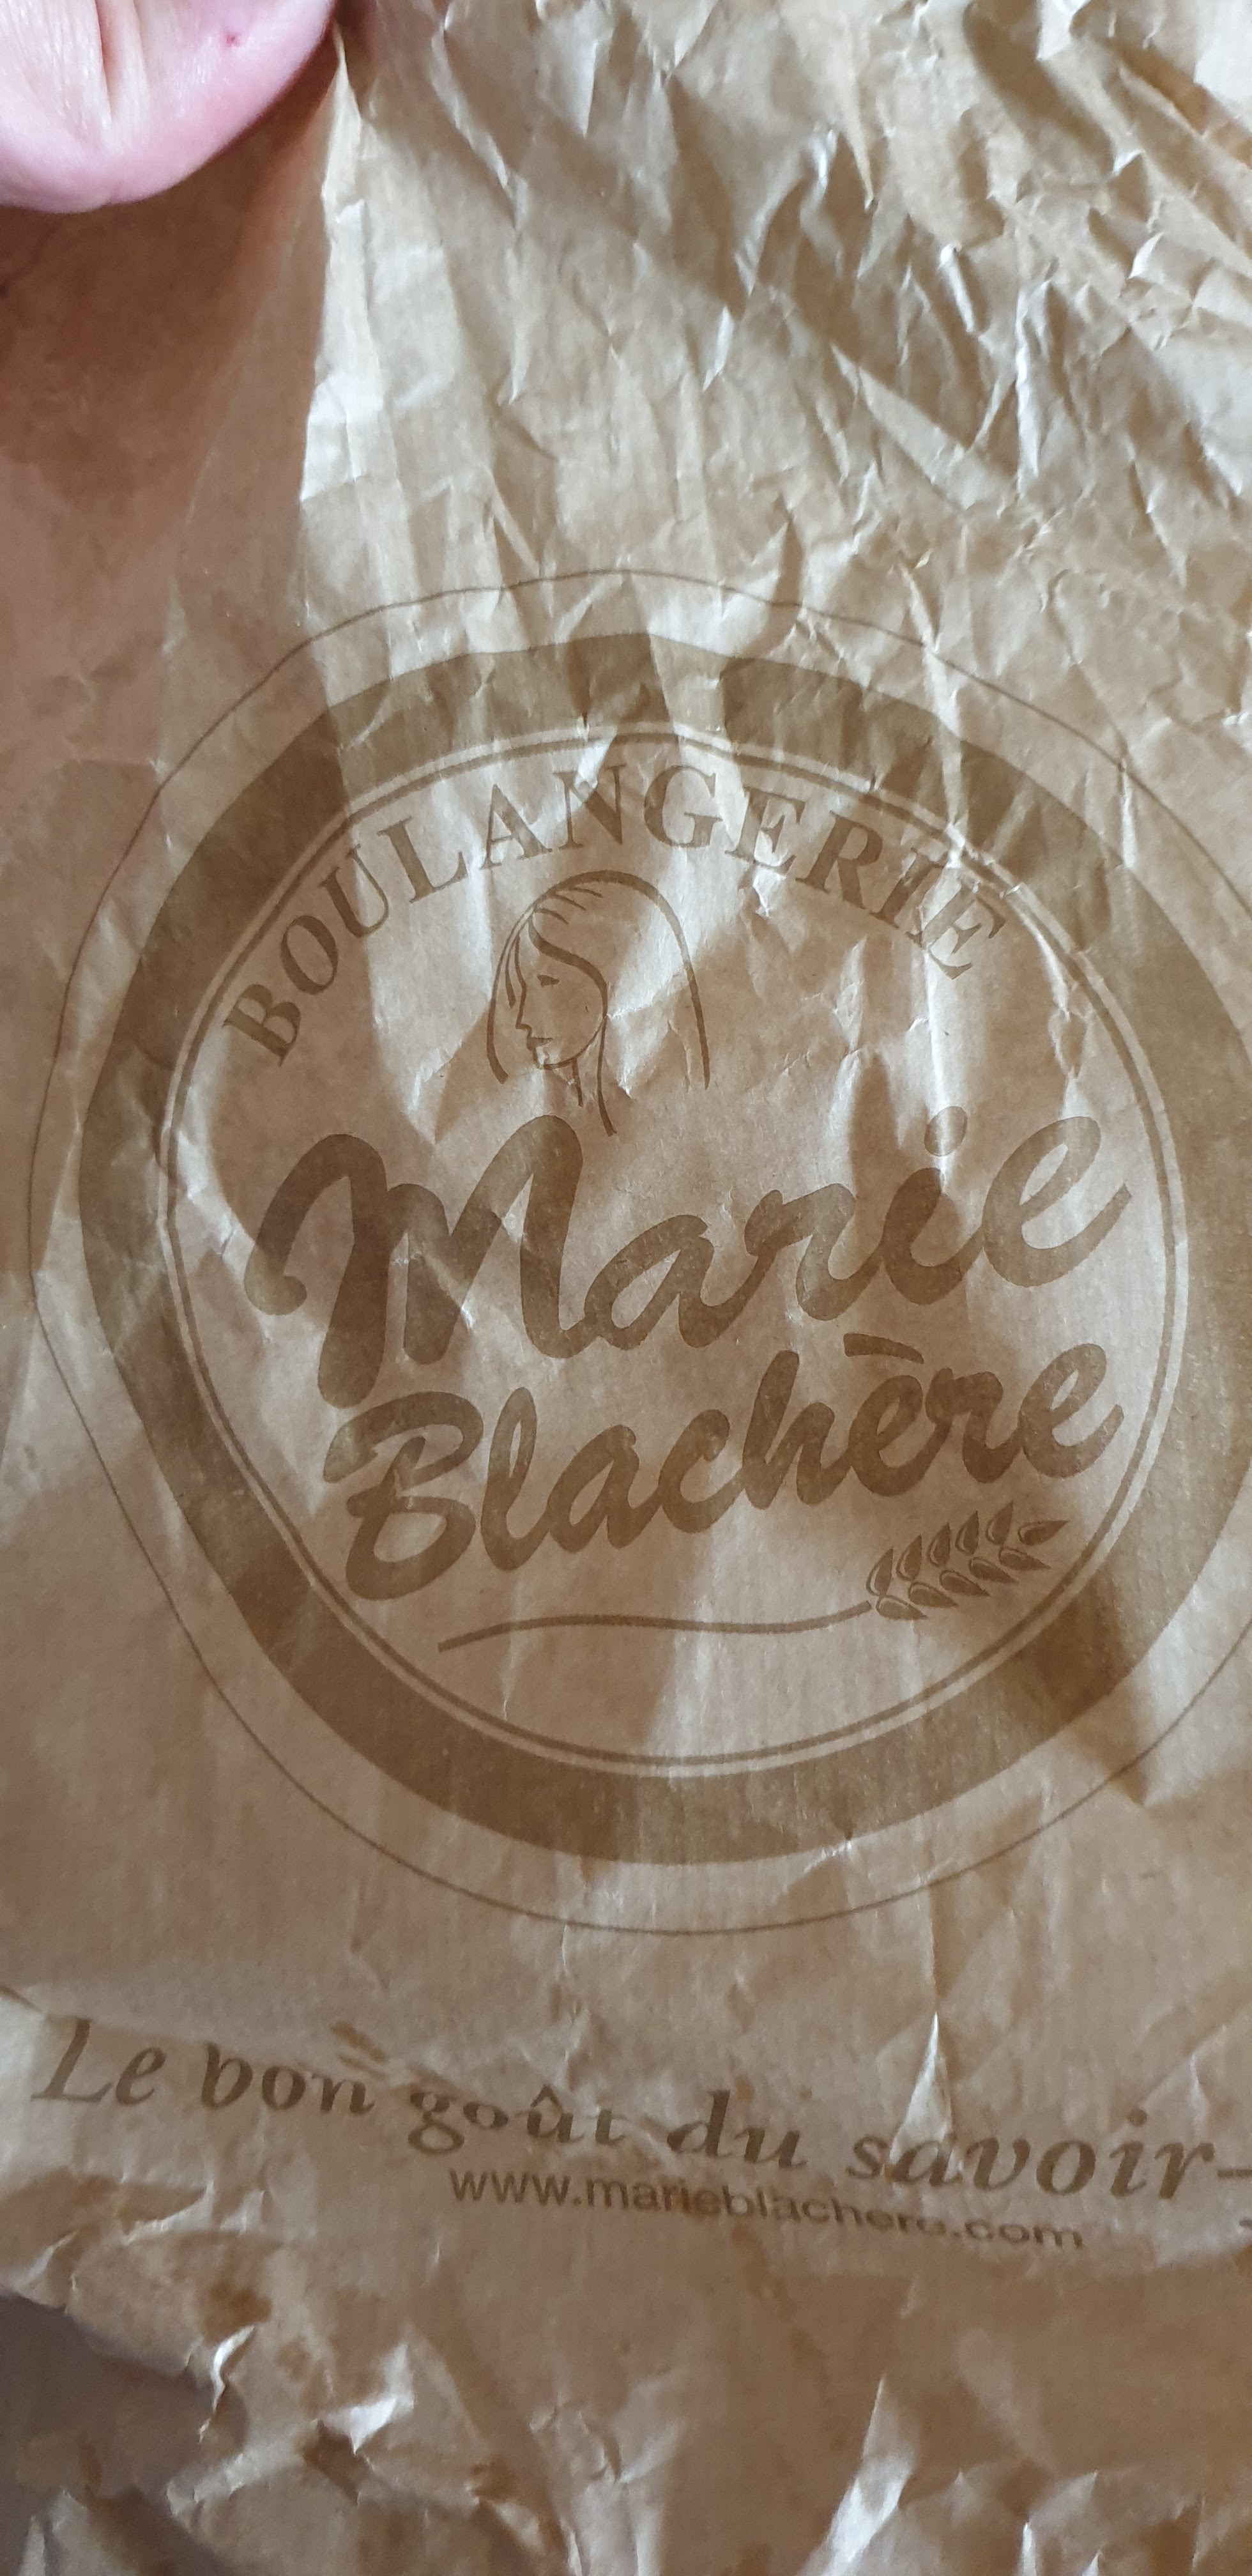 BOULANGERIE
Marie
Blachère
Le bon goût du savoir-
www.marieblachere.com